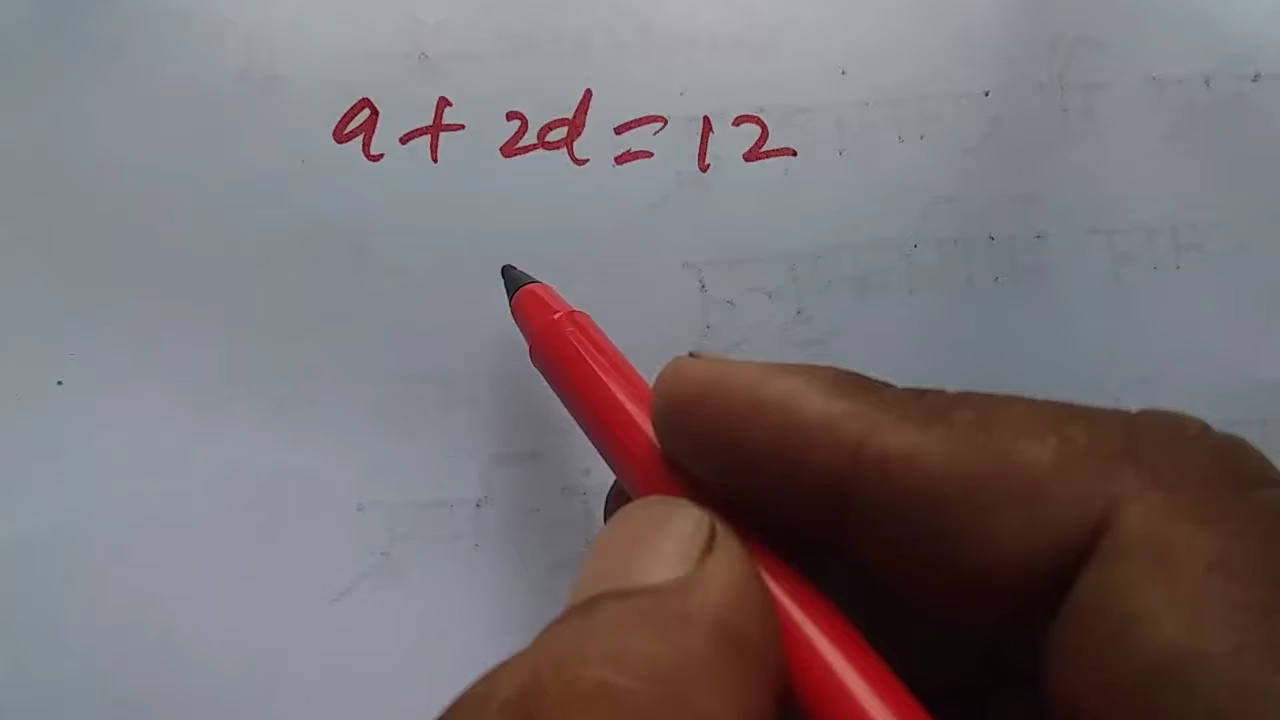 a + 2d = 12